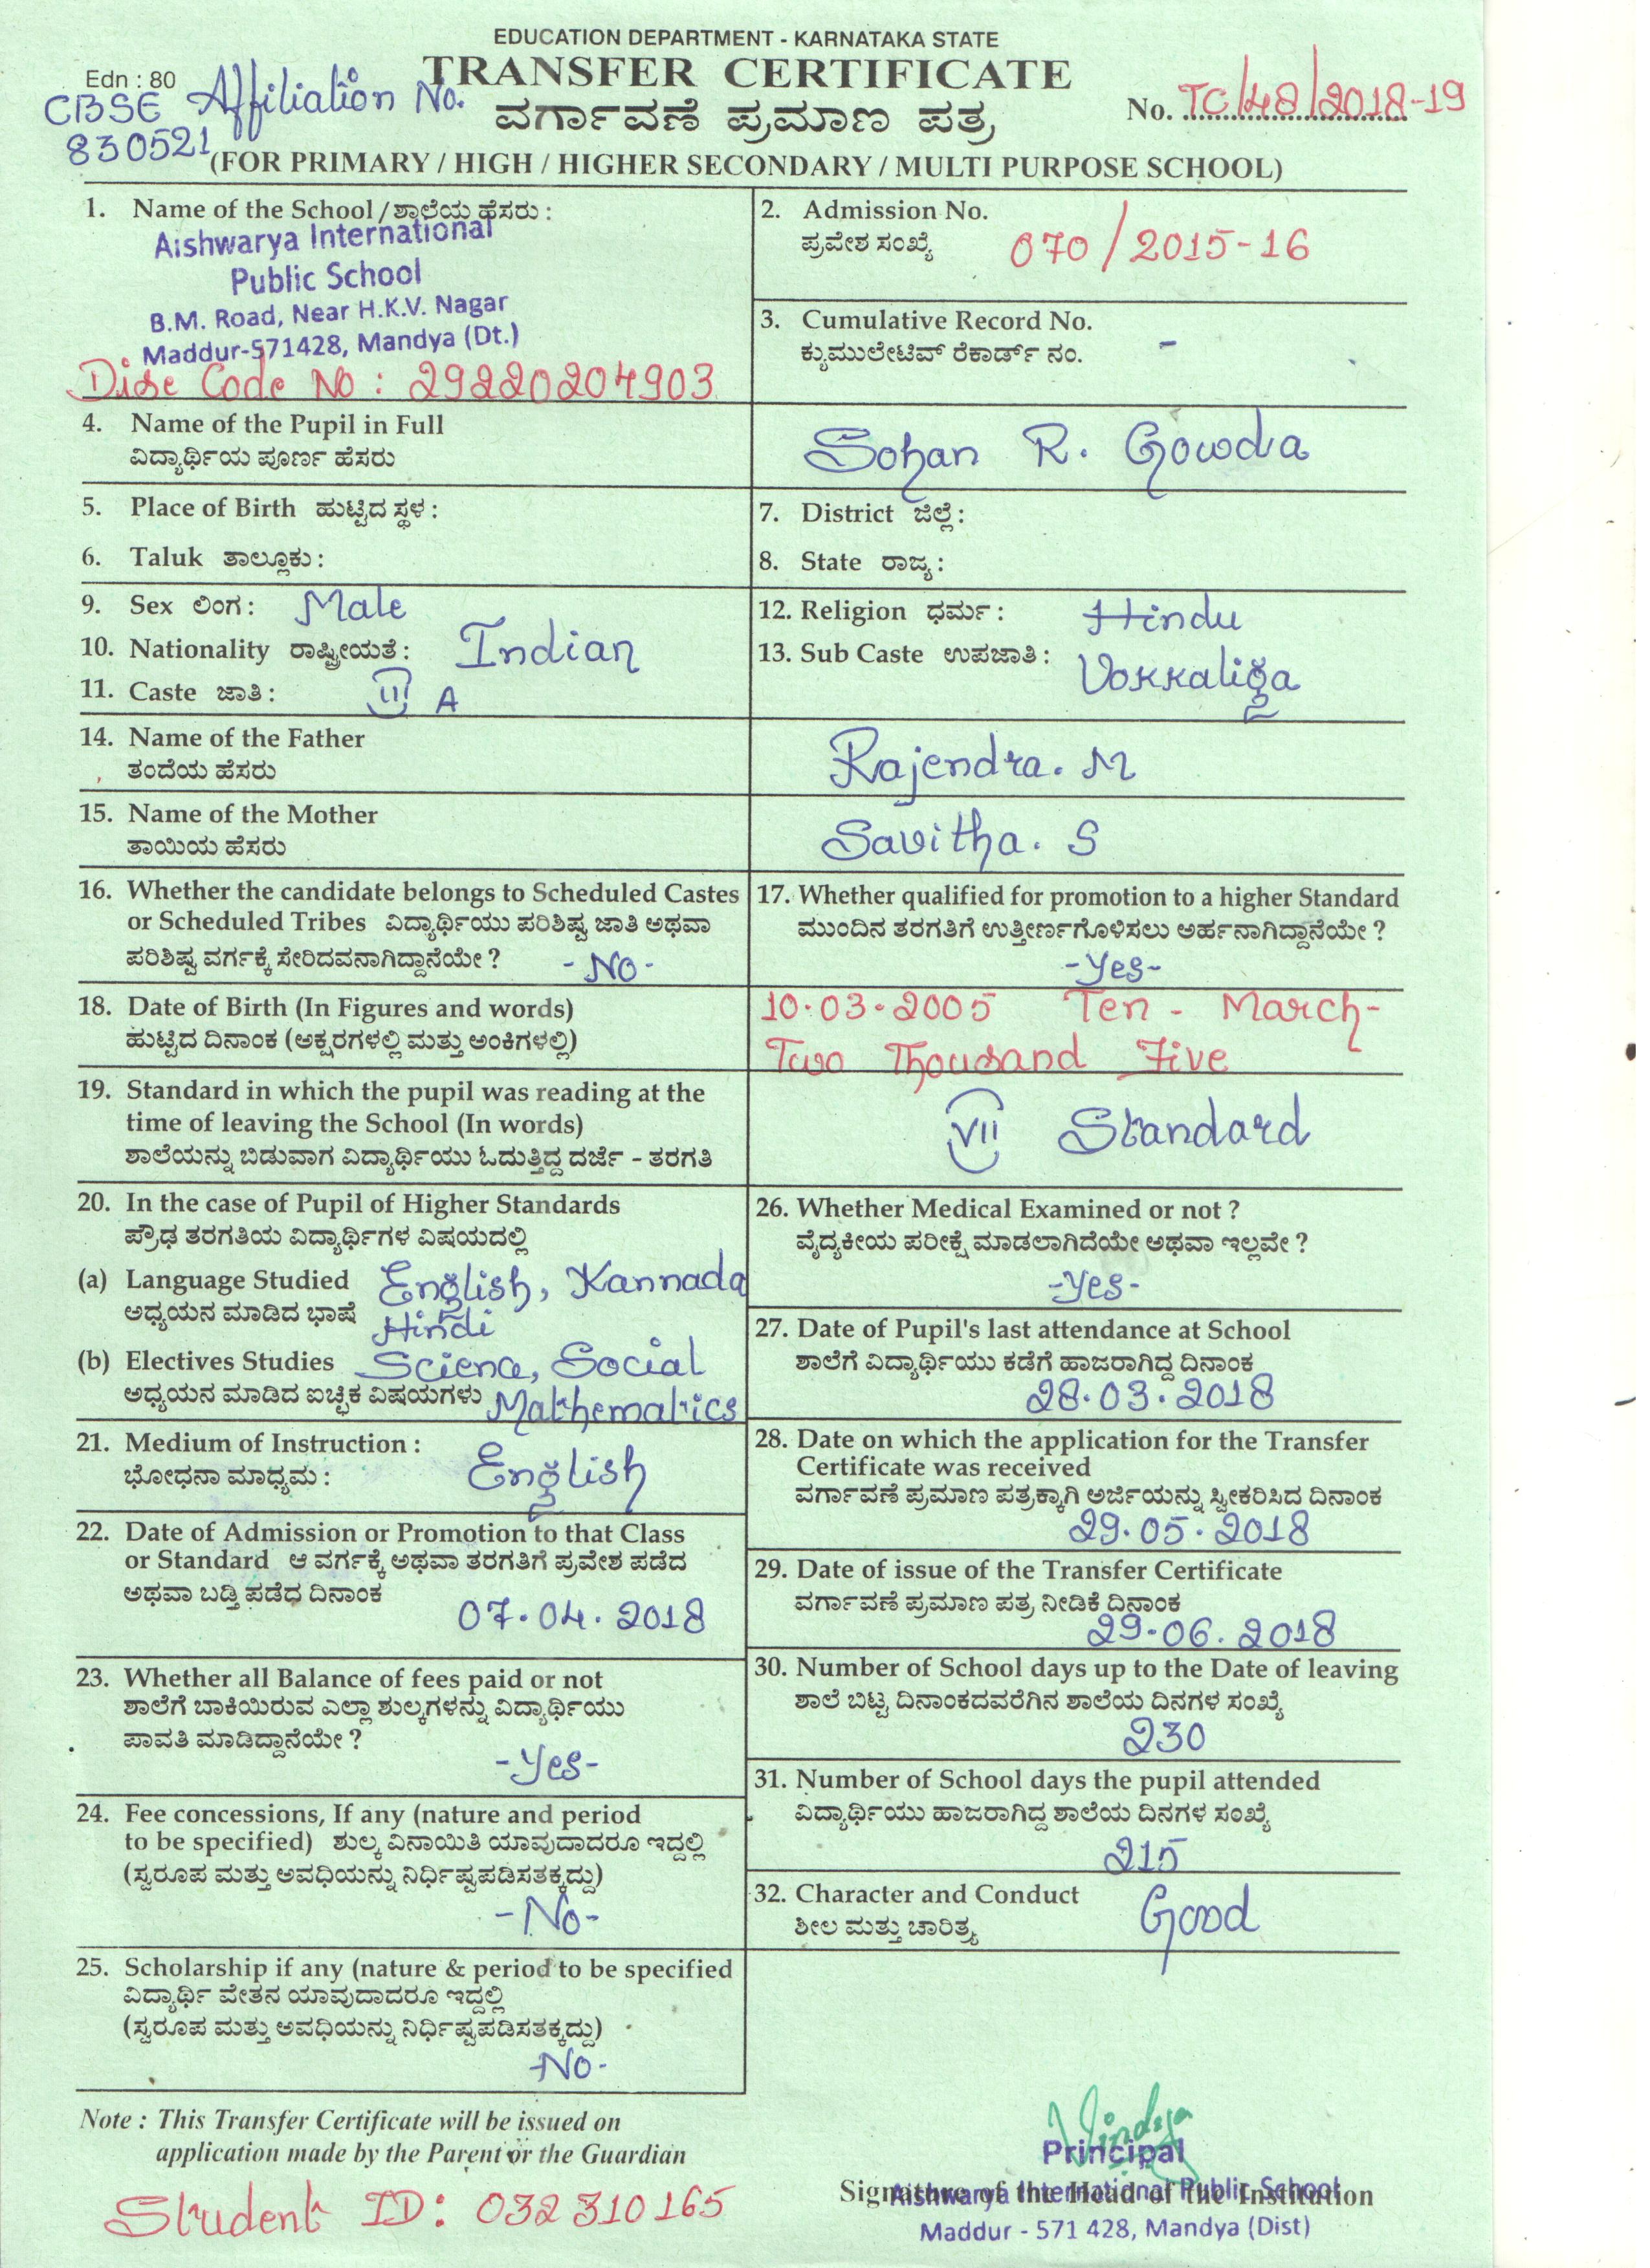 EDUCATION DEPARTMENT - KARNATAKA STATE
Edn : 80
TRANSFER CERTIFICATE
CBSE Affiliation No.
830521
ವರ್ಗಾವಣೆ ಪ್ರಮಾಣ ಪತ್ರ
No. TC/48/2018-19
(FOR PRIMARY / HIGH / HIGHER SECONDARY / MULTI PURPOSE SCHOOL)
1. Name of the School / ಶಾಲೆಯ ಹೆಸರು :
Aishwarya International
Public School
B.M. Road, Near H.K.V. Nagar
Maddur-571428, Mandya (Dt.)
Dise Code No : 29220204903
2. Admission No.
ಪ್ರವೇಶ ಸಂಖ್ಯೆ 070/2015-16
3. Cumulative Record No.
ಕ್ಯುಮುಲೇಟಿವ್ ರೆಕಾರ್ಡ್ ನಂ. -
4. Name of the Pupil in Full
ವಿದ್ಯಾರ್ಥಿಯ ಪೂರ್ಣ ಹೆಸರು
Sohan R. Gowda
5. Place of Birth ಹುಟ್ಟಿದ ಸ್ಥಳ :
6. Taluk ತಾಲ್ಲೂಕು :
7. District ಜಿಲ್ಲೆ :
8. State ರಾಜ್ಯ :
9. Sex ಲಿಂಗ : Male
10. Nationality ರಾಷ್ಟ್ರೀಯತೆ : Indian
11. Caste ಜಾತಿ : III A
12. Religion ಧರ್ಮ : Hindu
13. Sub Caste ಉಪಜಾತಿ : Vokkaliga
14. Name of the Father
ತಂದೆಯ ಹೆಸರು
Rajendra. M
15. Name of the Mother
ತಾಯಿಯ ಹೆಸರು
Savitha. S
16. Whether the candidate belongs to Scheduled Castes
or Scheduled Tribes ವಿದ್ಯಾರ್ಥಿಯು ಪರಿಶಿಷ್ಟ ಜಾತಿ ಅಥವಾ
ಪರಿಶಿಷ್ಟ ವರ್ಗಕ್ಕೆ ಸೇರಿದವನಾಗಿದ್ದಾನೆಯೇ ? - No -
17. Whether qualified for promotion to a higher Standard
ಮುಂದಿನ ತರಗತಿಗೆ ಉತ್ತೀರ್ಣಗೊಳಿಸಲು ಅರ್ಹನಾಗಿದ್ದಾನೆಯೇ ?
-Yes-
18. Date of Birth (In Figures and words)
ಹುಟ್ಟಿದ ದಿನಾಂಕ (ಅಕ್ಷರಗಳಲ್ಲಿ ಮತ್ತು ಅಂಕಿಗಳಲ್ಲಿ)
10.03.2005 Ten - March-
Two Thousand Five
19. Standard in which the pupil was reading at the
time of leaving the School (In words)
ಶಾಲೆಯನ್ನು ಬಿಡುವಾಗ ವಿದ್ಯಾರ್ಥಿಯು ಓದುತ್ತಿದ್ದ ದರ್ಜೆ – ತರಗತಿ
VII Standard
20. In the case of Pupil of Higher Standards
ಪ್ರೌಢ ತರಗತಿಯ ವಿದ್ಯಾರ್ಥಿಗಳ ವಿಷಯದಲ್ಲಿ
(a) Language Studied English, Kannada
ಅಧ್ಯಯನ ಮಾಡಿದ ಭಾಷೆ Hindi
(b) Electives Studies Science, Social
ಅಧ್ಯಯನ ಮಾಡಿದ ಐಚ್ಛಿಕ ವಿಷಯಗಳು Mathematics
21. Medium of Instruction :
ಭೋಧನಾ ಮಾಧ್ಯಮ : English
22. Date of Admission or Promotion to that Class
or Standard ಆ ವರ್ಗಕ್ಕೆ ಅಥವಾ ತರಗತಿಗೆ ಪ್ರವೇಶ ಪಡೆದ
ಅಥವಾ ಬಡ್ತಿ ಪಡೆದ ದಿನಾಂಕ
07.04.2018
23. Whether all Balance of fees paid or not
ಶಾಲೆಗೆ ಬಾಕಿಯಿರುವ ಎಲ್ಲಾ ಶುಲ್ಕಗಳನ್ನು ವಿದ್ಯಾರ್ಥಿಯು
ಪಾವತಿ ಮಾಡಿದ್ದಾನೆಯೇ ?
-Yes-
24. Fee concessions, If any (nature and period
to be specified) ಶುಲ್ಕ ವಿನಾಯಿತಿ ಯಾವುದಾದರೂ ಇದ್ದಲ್ಲಿ
(ಸ್ವರೂಪ ಮತ್ತು ಅವಧಿಯನ್ನು ನಿರ್ಧಿಷ್ಟಪಡಿಸತಕ್ಕದ್ದು)
-No-
25. Scholarship if any (nature & period to be specified
ವಿದ್ಯಾರ್ಥಿ ವೇತನ ಯಾವುದಾದರೂ ಇದ್ದಲ್ಲಿ
(ಸ್ವರೂಪ ಮತ್ತು ಅವಧಿಯನ್ನು ನಿರ್ಧಿಷ್ಟಪಡಿಸತಕ್ಕದ್ದು)
-No-
26. Whether Medical Examined or not ?
ವೈದ್ಯಕೀಯ ಪರೀಕ್ಷೆ ಮಾಡಲಾಗಿದೆಯೇ ಅಥವಾ ಇಲ್ಲವೇ ?
-Yes-
27. Date of Pupil's last attendance at School
ಶಾಲೆಗೆ ವಿದ್ಯಾರ್ಥಿಯು ಕಡೆಗೆ ಹಾಜರಾಗಿದ್ದ ದಿನಾಂಕ
28.03.2018
28. Date on which the application for the Transfer
Certificate was received
ವರ್ಗಾವಣೆ ಪ್ರಮಾಣ ಪತ್ರಕ್ಕಾಗಿ ಅರ್ಜಿಯನ್ನು ಸ್ವೀಕರಿಸಿದ ದಿನಾಂಕ
29.05.2018
29. Date of issue of the Transfer Certificate
ವರ್ಗಾವಣೆ ಪ್ರಮಾಣ ಪತ್ರ ನೀಡಿಕೆ ದಿನಾಂಕ
29.06.2018
30. Number of School days up to the Date of leaving
ಶಾಲೆ ಬಿಟ್ಟ ದಿನಾಂಕದವರೆಗಿನ ಶಾಲೆಯ ದಿನಗಳ ಸಂಖ್ಯೆ
230
31. Number of School days the pupil attended
ವಿದ್ಯಾರ್ಥಿಯು ಹಾಜರಾಗಿದ್ದ ಶಾಲೆಯ ದಿನಗಳ ಸಂಖ್ಯೆ
215
32. Character and Conduct
ಶೀಲ ಮತ್ತು ಚಾರಿತ್ರ್ಯ Good
Note : This Transfer Certificate will be issued on
application made by the Parent or the Guardian
Student ID: 032310165
Vindya
Principal
Signature of the Head of the Institution
Aishwarya International Public School
Maddur - 571 428, Mandya (Dist)